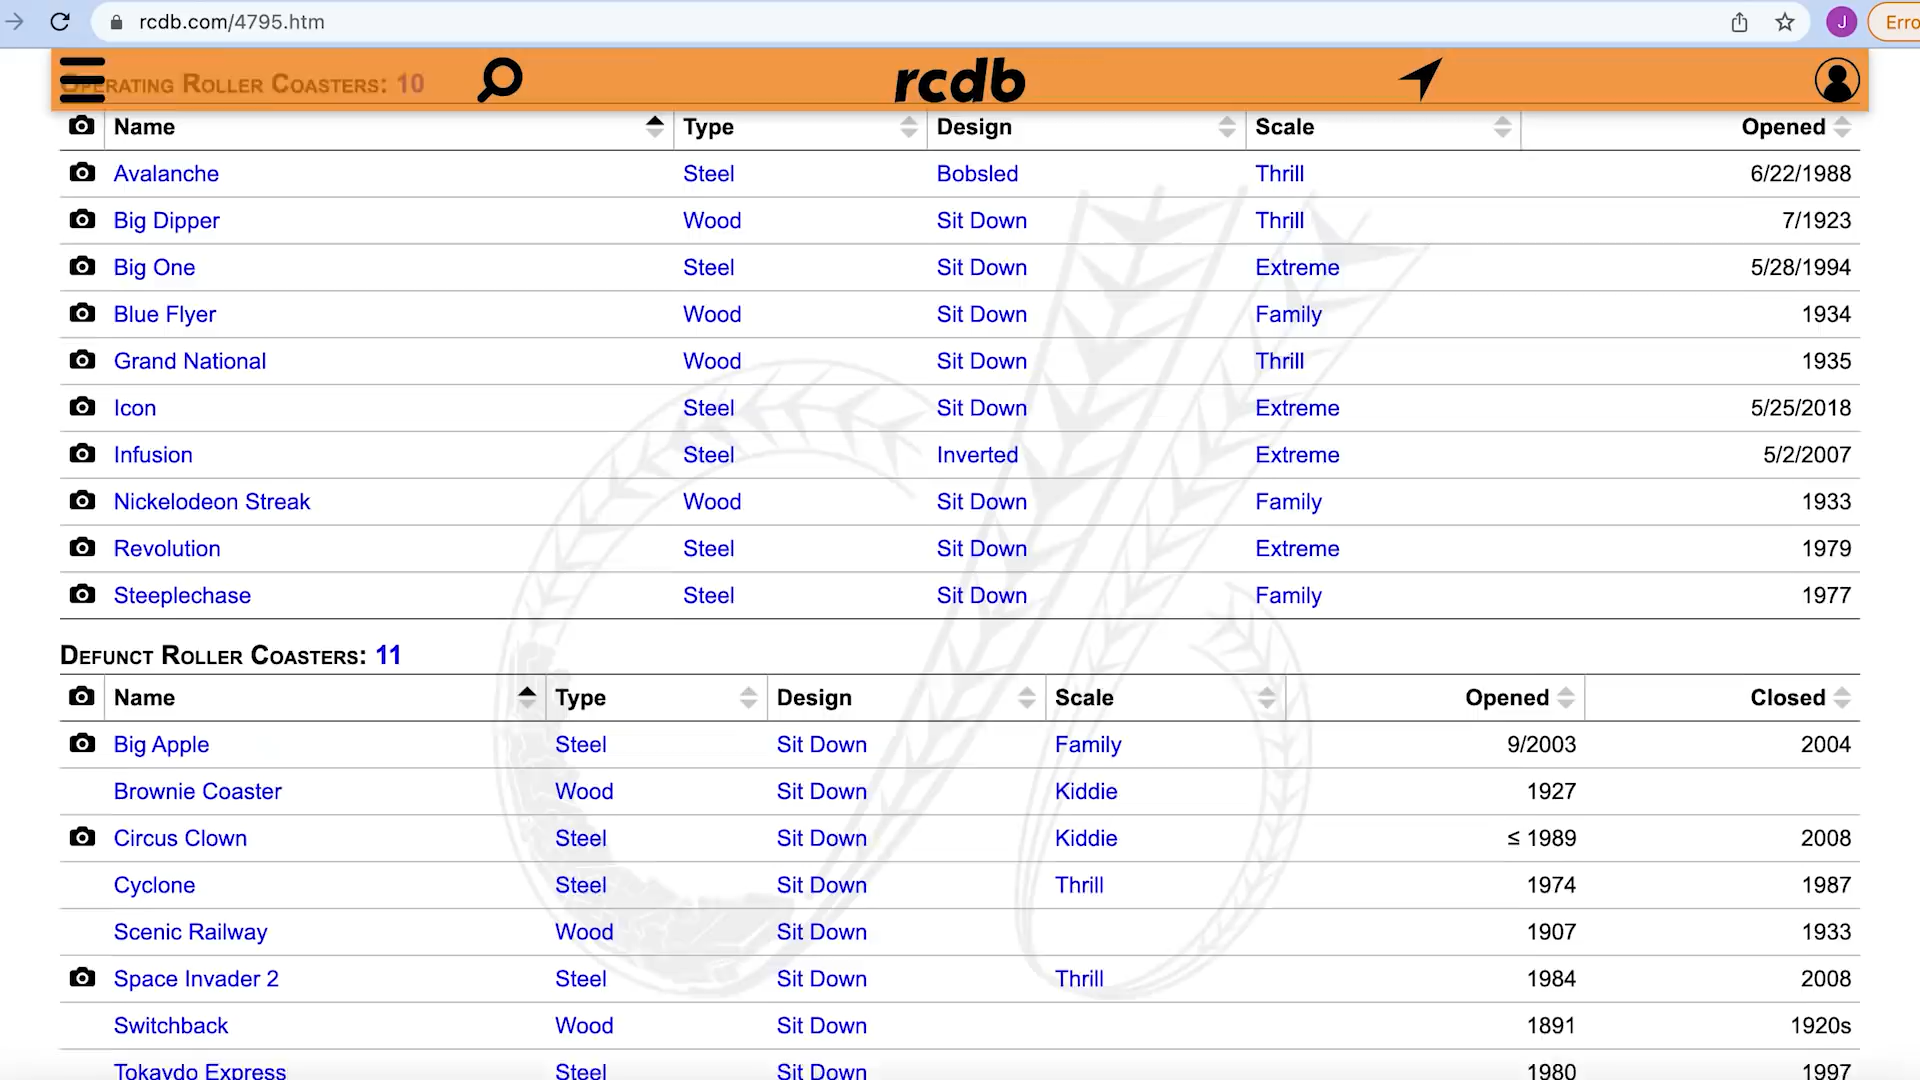 rcdb.com/4795.htm
J
Erro
Operating Roller Coasters: 10
rcdb
Name Type Design Scale Opened
Avalanche Steel Bobsled Thrill 6/22/1988
Big Dipper Wood Sit Down Thrill 7/1923
Big One Steel Sit Down Extreme 5/28/1994
Blue Flyer Wood Sit Down Family 1934
Grand National Wood Sit Down Thrill 1935
Icon Steel Sit Down Extreme 5/25/2018
Infusion Steel Inverted Extreme 5/2/2007
Nickelodeon Streak Wood Sit Down Family 1933
Revolution Steel Sit Down Extreme 1979
Steeplechase Steel Sit Down Family 1977
Defunct Roller Coasters: 11
Name Type Design Scale Opened Closed
Big Apple Steel Sit Down Family 9/2003 2004
Brownie Coaster Wood Sit Down Kiddie 1927
Circus Clown Steel Sit Down Kiddie ≤ 1989 2008
Cyclone Steel Sit Down Thrill 1974 1987
Scenic Railway Wood Sit Down 1907 1933
Space Invader 2 Steel Sit Down Thrill 1984 2008
Switchback Wood Sit Down 1891 1920s
Tokaydo Express Steel Sit Down 1980 1997